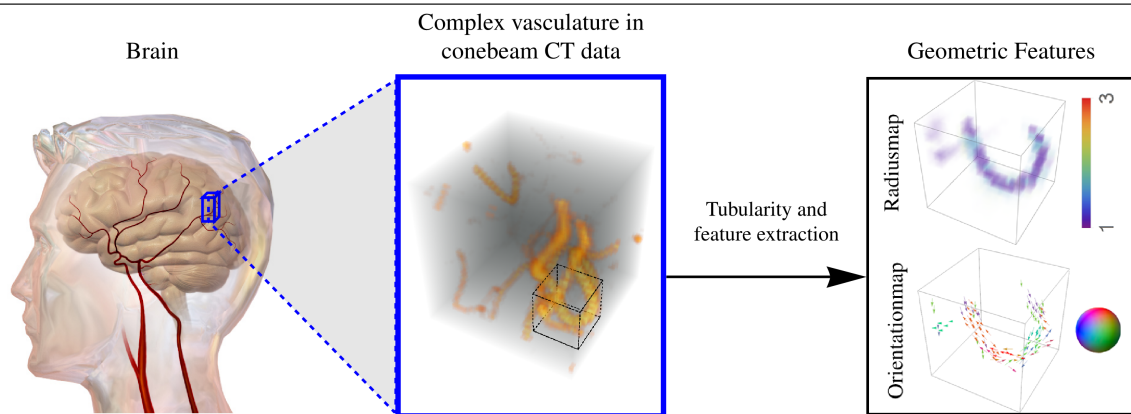 Brain
Complex vasculature in
conebeam CT data
Geometric Features
Tubularity and
feature extraction
Radiusmap
3
1
Orientationmap